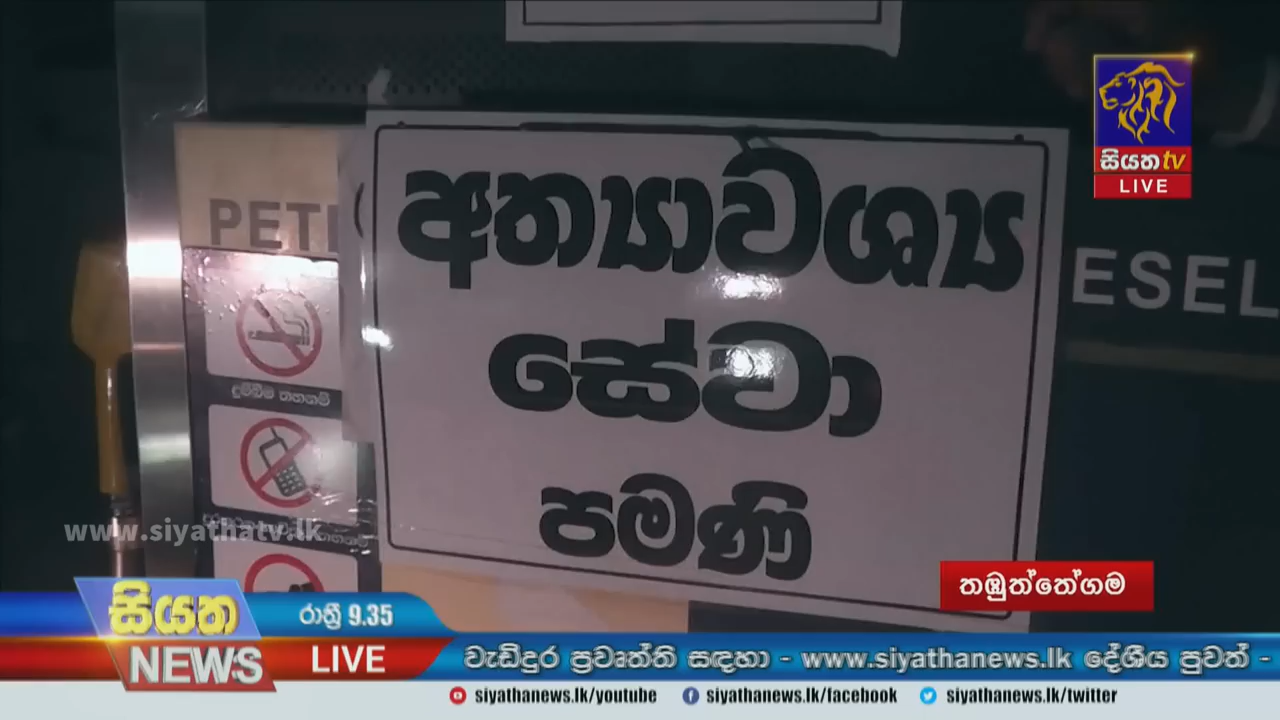 සියත tv
LIVE
PET
ESEL
අත්‍යාවශ්‍ය
සේවා
පමණි
දුම්බීම තහනම්
www.siyathatv.lk
තඹුත්තේගම
සියත
NEWS
රාත්‍රී 9.35
LIVE
වැඩිදුර ප්‍රවෘත්ති සඳහා - www.siyathanews.lk දේශීය පුවත් -
siyathanews.lk/youtube
siyathanews.lk/facebook
siyathanews.lk/twitter